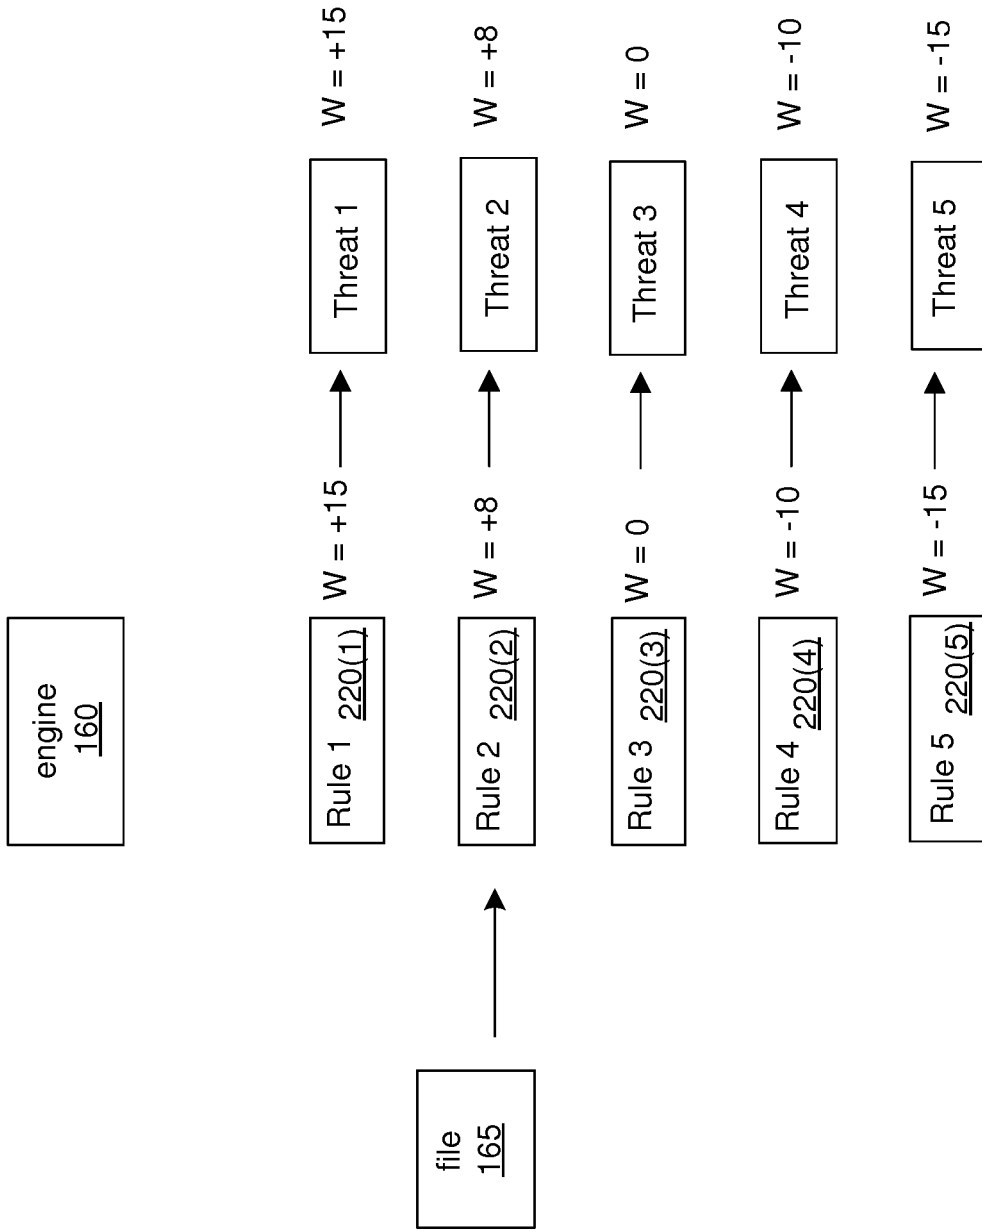 engine
160
file
165
Rule 1 220(1)
W = +15
Threat 1
W = +15
Rule 2 220(2)
W = +8
Threat 2
W = +8
Rule 3 220(3)
W = 0
Threat 3
W = 0
Rule 4 220(4)
W = -10
Threat 4
W = -10
Rule 5 220(5)
W = -15
Threat 5
W = -15